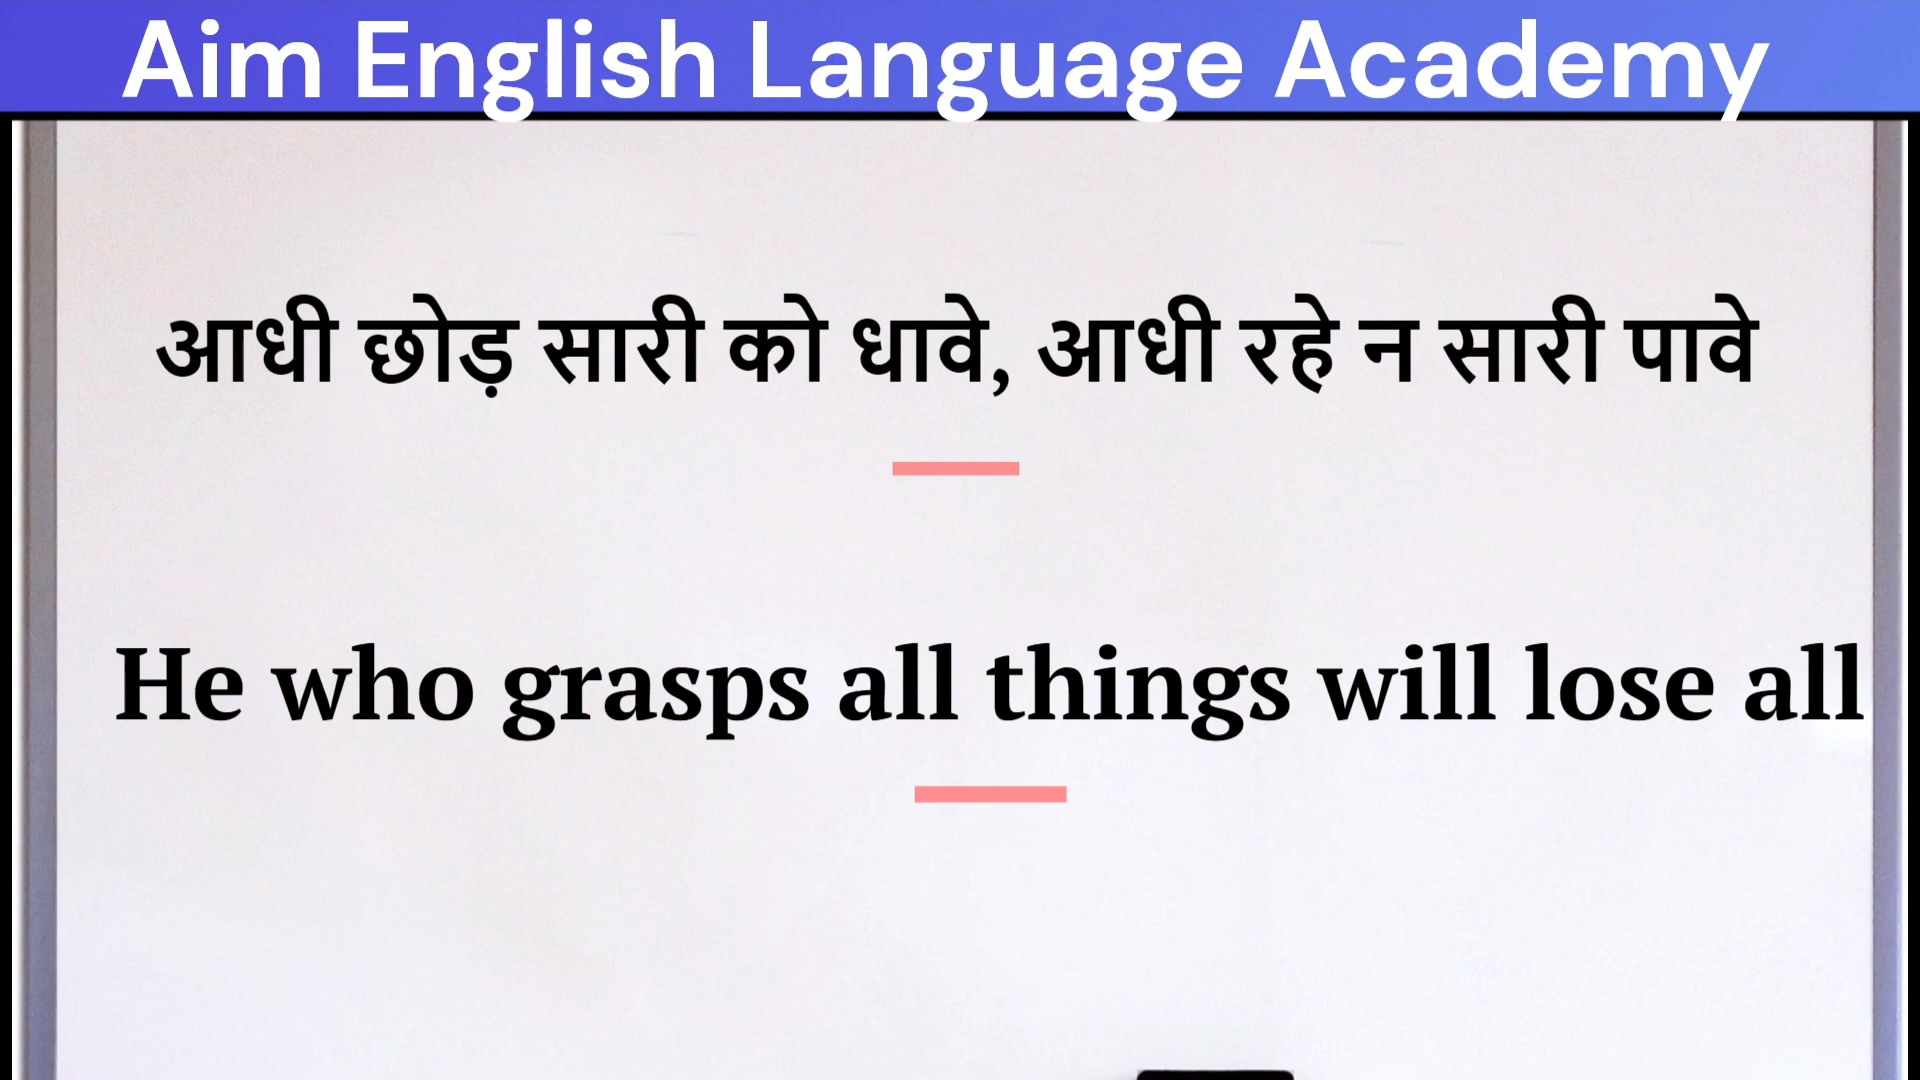 Aim English Language Academy
आधी छोड़ सारी को धावे, आधी रहे न सारी पावे
He who grasps all things will lose all